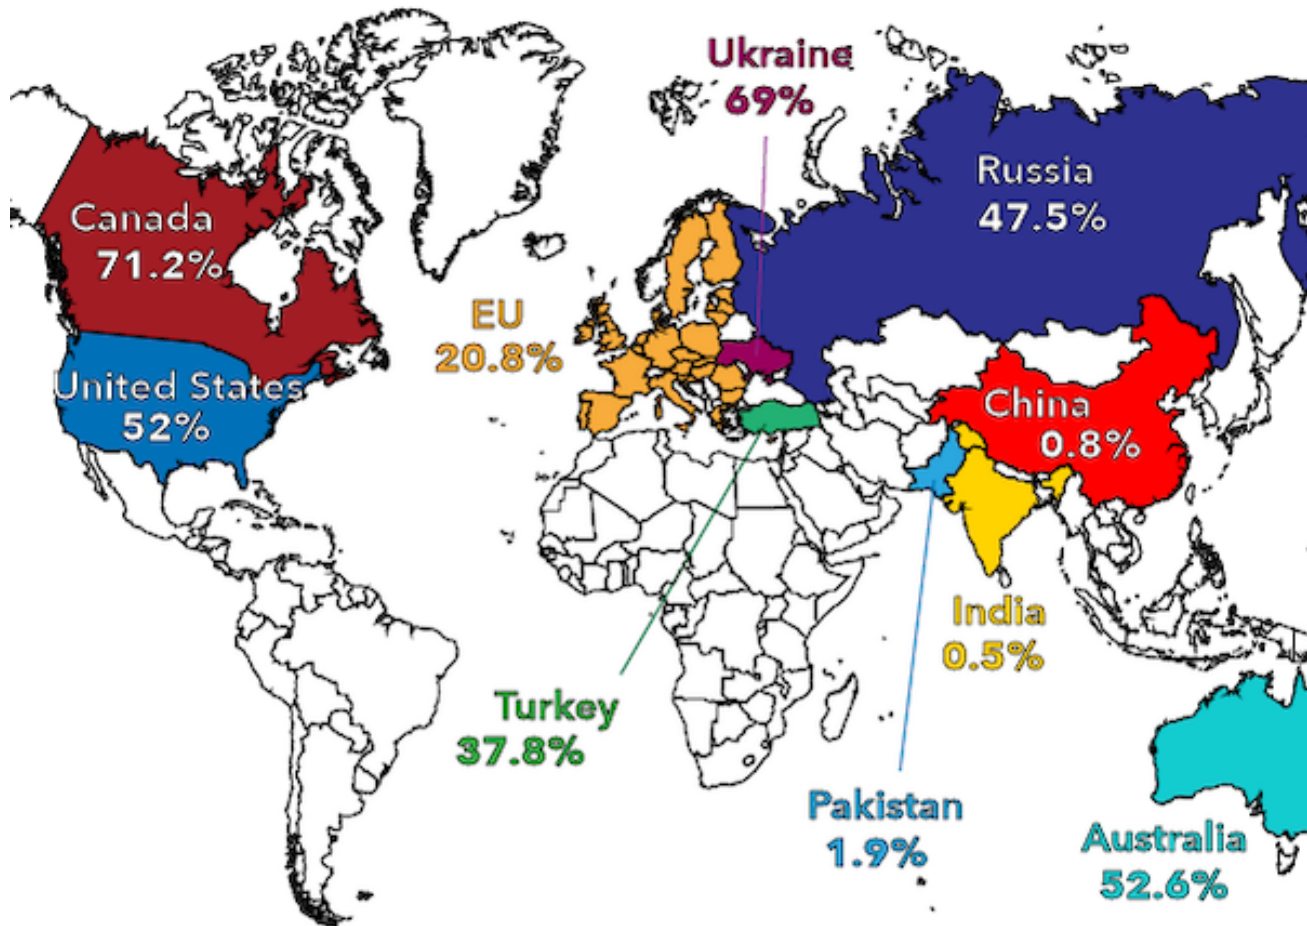 Ukraine
69%
Russia
47.5%
Canada
71.2%
EU
20.8%
United States
52%
China
0.8%
India
0.5%
Turkey
37.8%
Pakistan
1.9%
Australia
52.6%